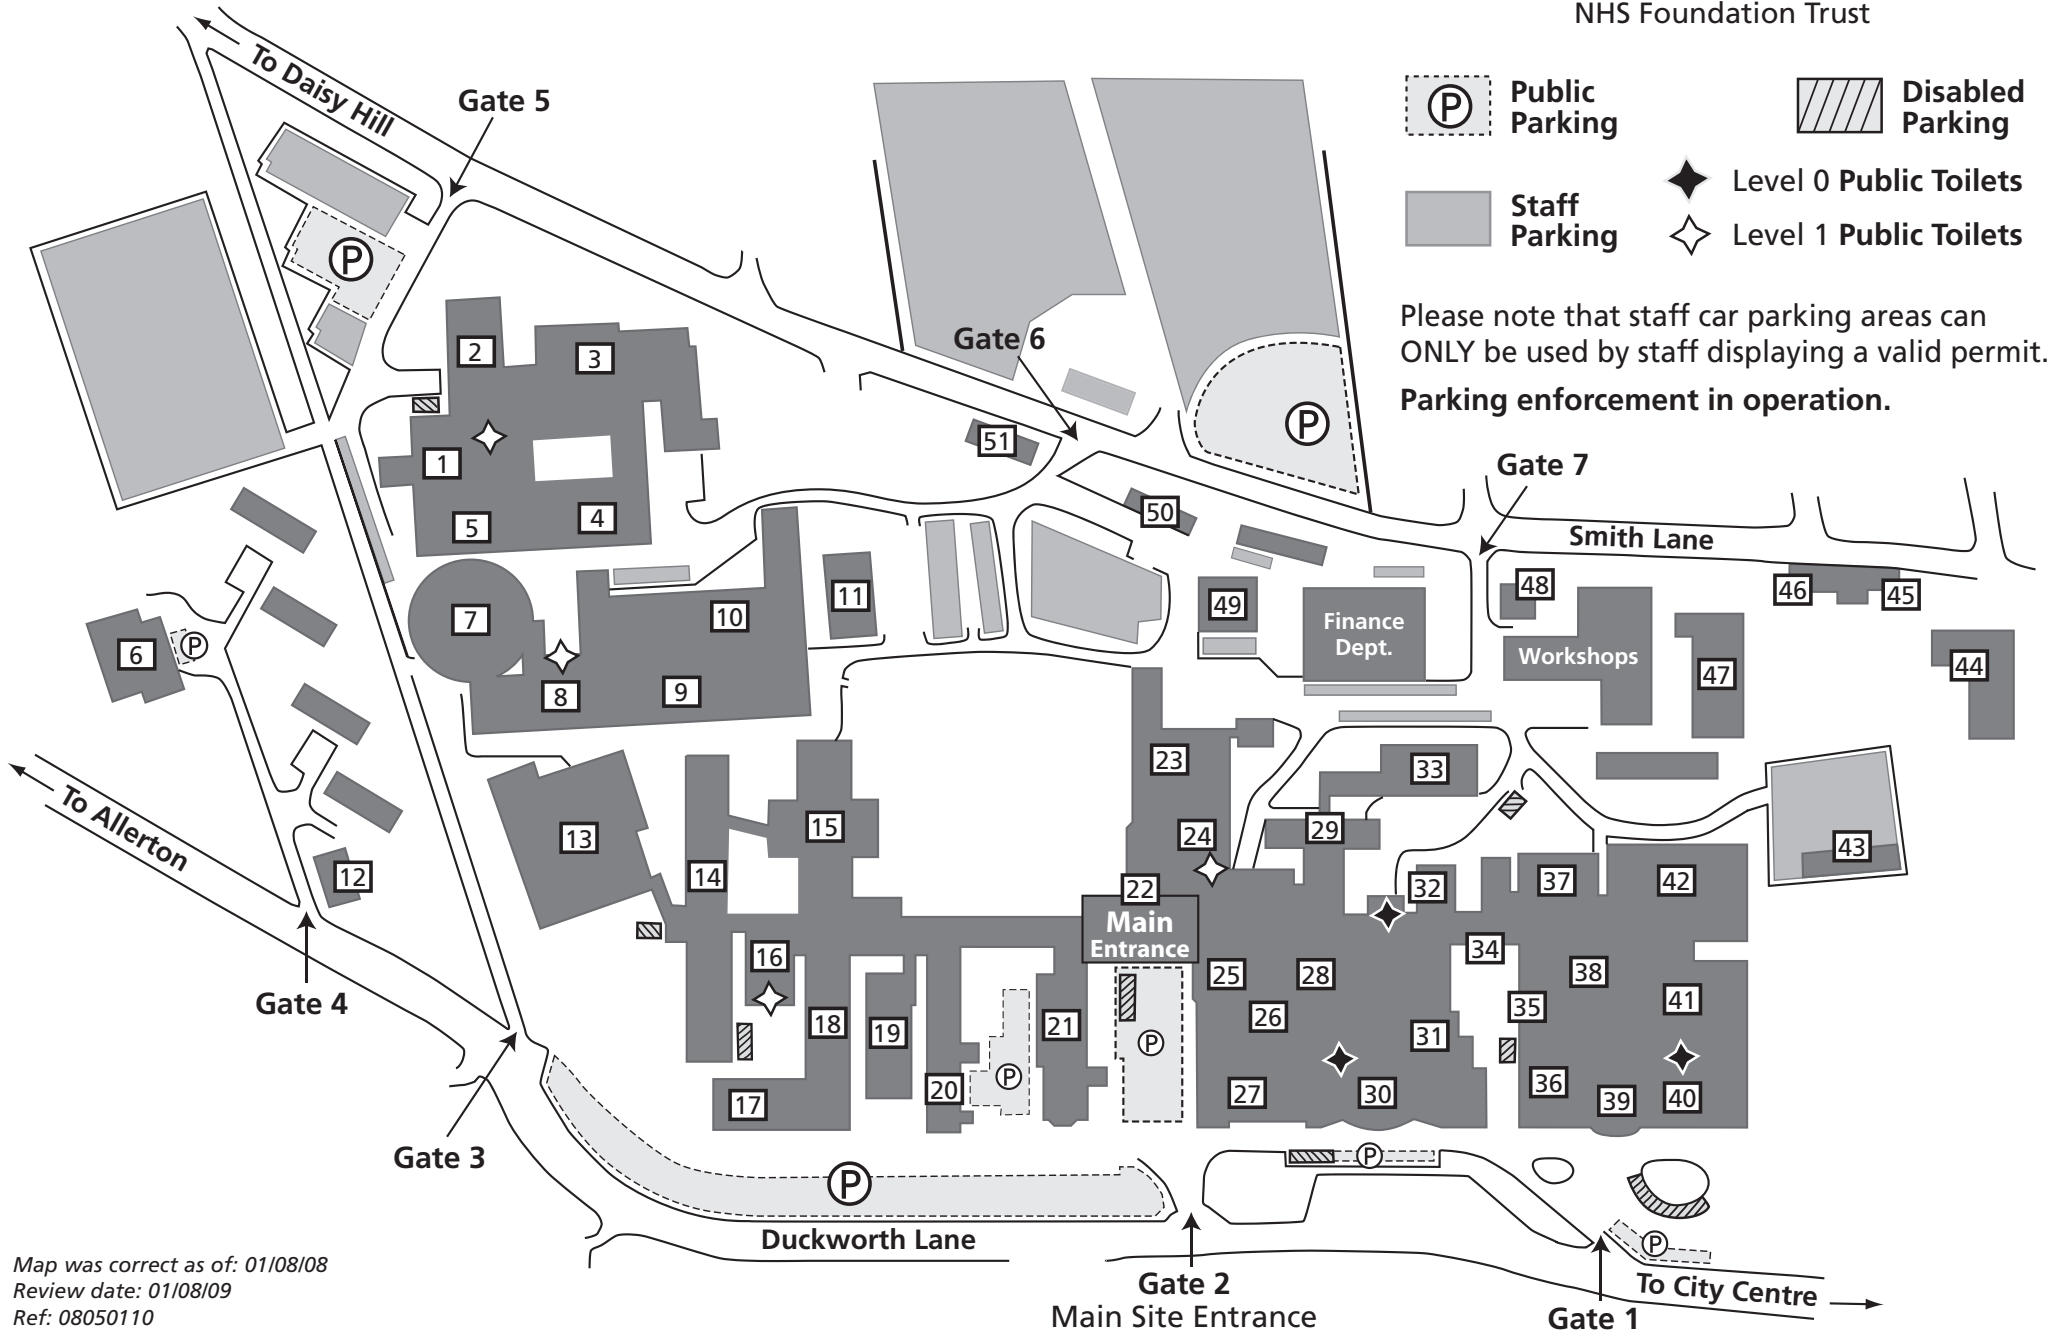 NHS Foundation Trust
P
Public
Parking
Disabled
Parking
Staff
Parking
Level 0 Public Toilets
Level 1 Public Toilets
Please note that staff car parking areas can
ONLY be used by staff displaying a valid permit.
Parking enforcement in operation.
To Daisy Hill
Gate 5
P
Gate 6
P
Gate 7
Smith Lane
2
3
1
5
4
51
50
7
10
11
6
P
8
9
49
Finance
Dept.
48
Workshops
46
45
47
44
To Allerton
12
Gate 4
13
14
15
16
17
18
19
20
P
21
22
Main
Entrance
P
23
24
33
29
32
37
42
43
25
28
26
27
30
31
34
35
38
41
36
39
40
Gate 3
P
Duckworth Lane
P
P
Gate 2
Main Site Entrance
Gate 1
To City Centre
Map was correct as of: 01/08/08
Review date: 01/08/09
Ref: 08050110